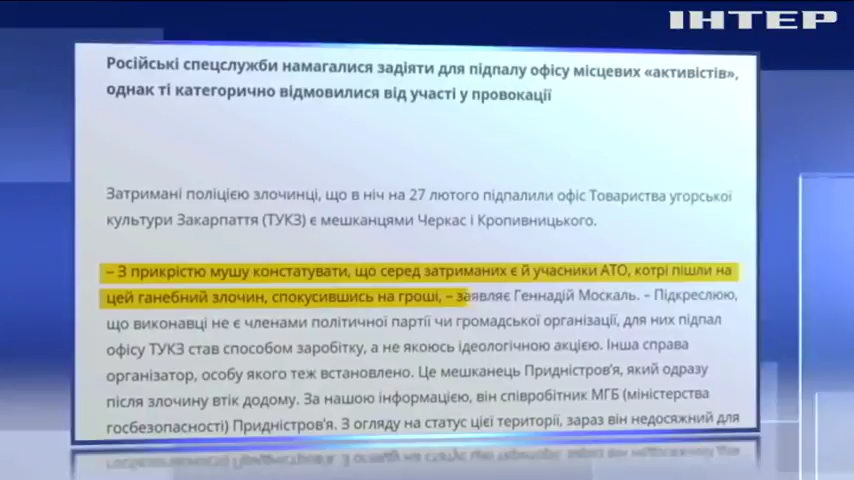 ІНТЕР
Російські спецслужби намагалися задіяти для підпалу офісу місцевих «активістів»,
однак ті категорично відмовилися від участі у провокації
Затримані поліцією злочинці, що в ніч на 27 лютого підпалили офіс Товариства угорської
культури Закарпаття (ТУКЗ) є мешканцями Черкас і Кропивницького.
– З прикрістю мушу констатувати, що серед затриманих є й учасники АТО, котрі пішли на
цей ганебний злочин, спокусившись на гроші, – заявляє Геннадій Москаль. – Підкреслюю,
що виконавці не є членами політичної партії чи громадської організації, для них підпал
офісу ТУКЗ став способом заробітку, а не якоюсь ідеологічною акцією. Інша справа
організатор, особу якого теж встановлено. Це мешканець Придністров’я, який одразу
після злочину втік додому. За нашою інформацією, він співробітник МГБ (міністерства
госбезопасності) Придністров’я. З огляду на статус цієї території, зараз він недосяжний для